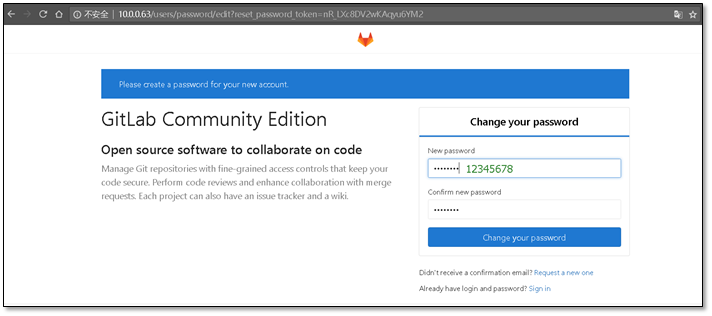 不安全 | 10.0.0.63/users/password/edit?reset_password_token=nR_LXc8DV2wKAqyu6YM2
Please create a password for your new account.
GitLab Community Edition
Open source software to collaborate on code
Manage Git repositories with fine-grained access controls that keep your
code secure. Perform code reviews and enhance collaboration with merge
requests. Each project can also have an issue tracker and a wiki.
Change your password
New password
•••••••• 12345678
Confirm new password
••••••••
Change your password
Didn't receive a confirmation email? Request a new one
Already have login and password? Sign in